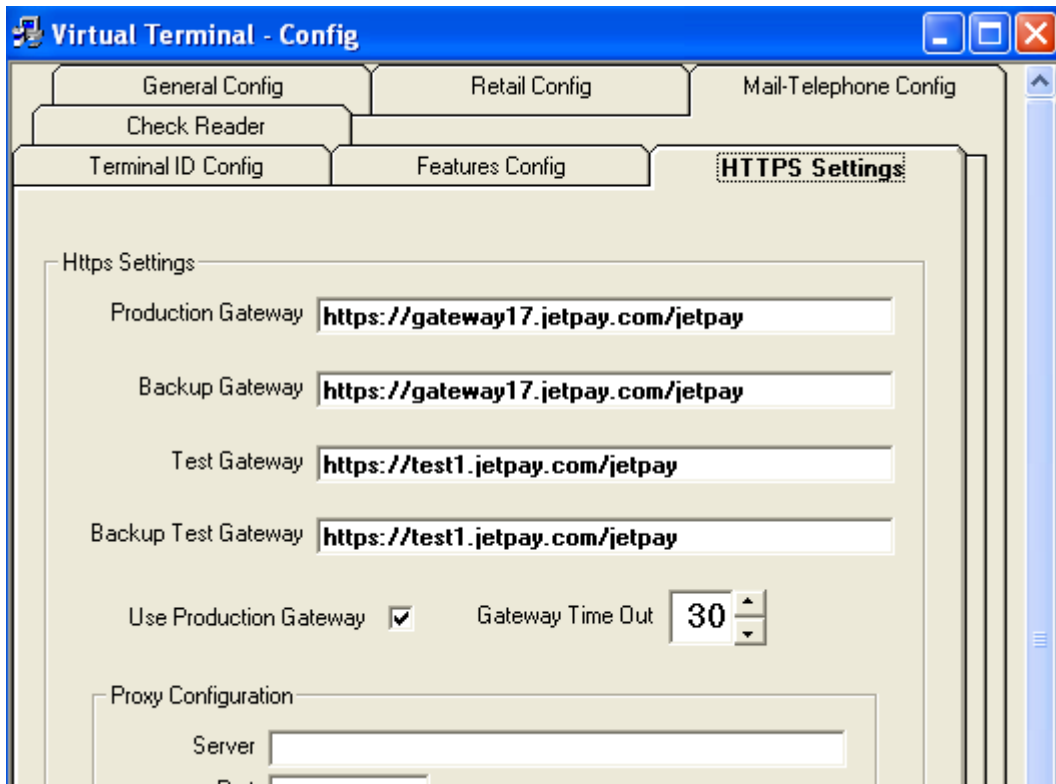 Virtual Terminal - Config
General Config Retail Config Mail-Telephone Config
Check Reader
Terminal ID Config Features Config HTTPS Settings
Https Settings
Production Gateway https://gateway17.jetpay.com/jetpay
Backup Gateway https://gateway17.jetpay.com/jetpay
Test Gateway https://test1.jetpay.com/jetpay
Backup Test Gateway https://test1.jetpay.com/jetpay
Use Production Gateway Gateway Time Out 30
Proxy Configuration
Server